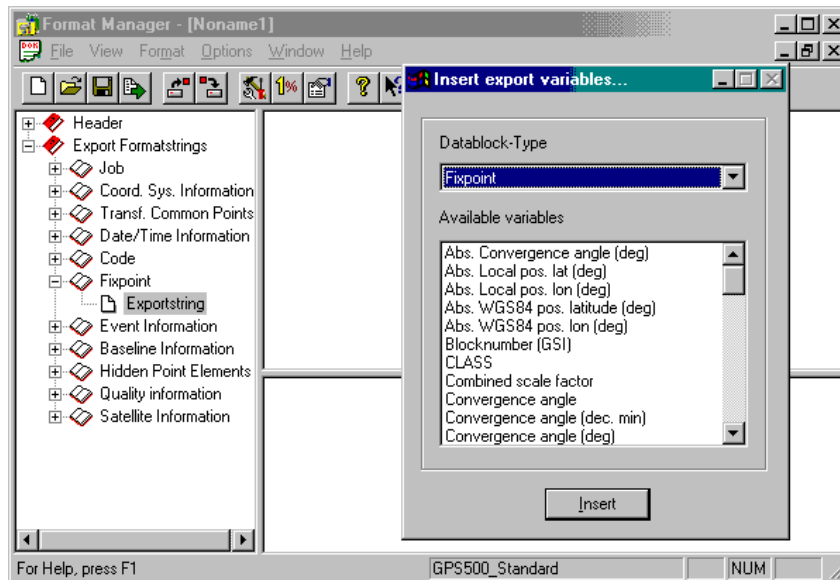 Format Manager - [Noname1]
File View Format Options Window Help
1%
Header
Export Formatstrings
Job
Coord. Sys. Information
Transf. Common Points
Date/Time Information
Code
Fixpoint
Exportstring
Event Information
Baseline Information
Hidden Point Elements
Quality information
Satellite Information
Insert export variables...
Datablock-Type
Fixpoint
Available variables
Abs. Convergence angle (deg)
Abs. Local pos. lat (deg)
Abs. Local pos. lon (deg)
Abs. WGS84 pos. latitude (deg)
Abs. WGS84 pos. lon (deg)
Blocknumber (GSI)
CLASS
Combined scale factor
Convergence angle
Convergence angle (dec. min)
Convergence angle (deg)
Insert
For Help, press F1
GPS500_Standard
NUM